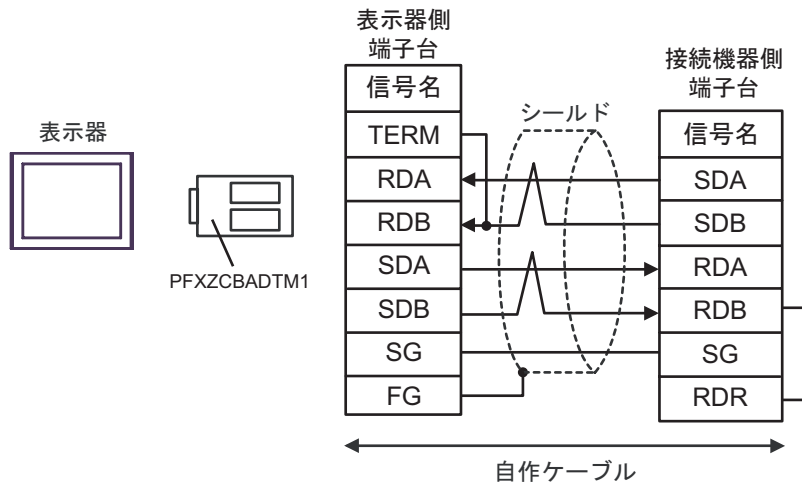 表示器
PFXZCBADTM1
表示器側
端子台
信号名
TERM
RDA
RDB
SDA
SDB
SG
FG
シールド
接続機器側
端子台
信号名
SDA
SDB
RDA
RDB
SG
RDR
自作ケーブル